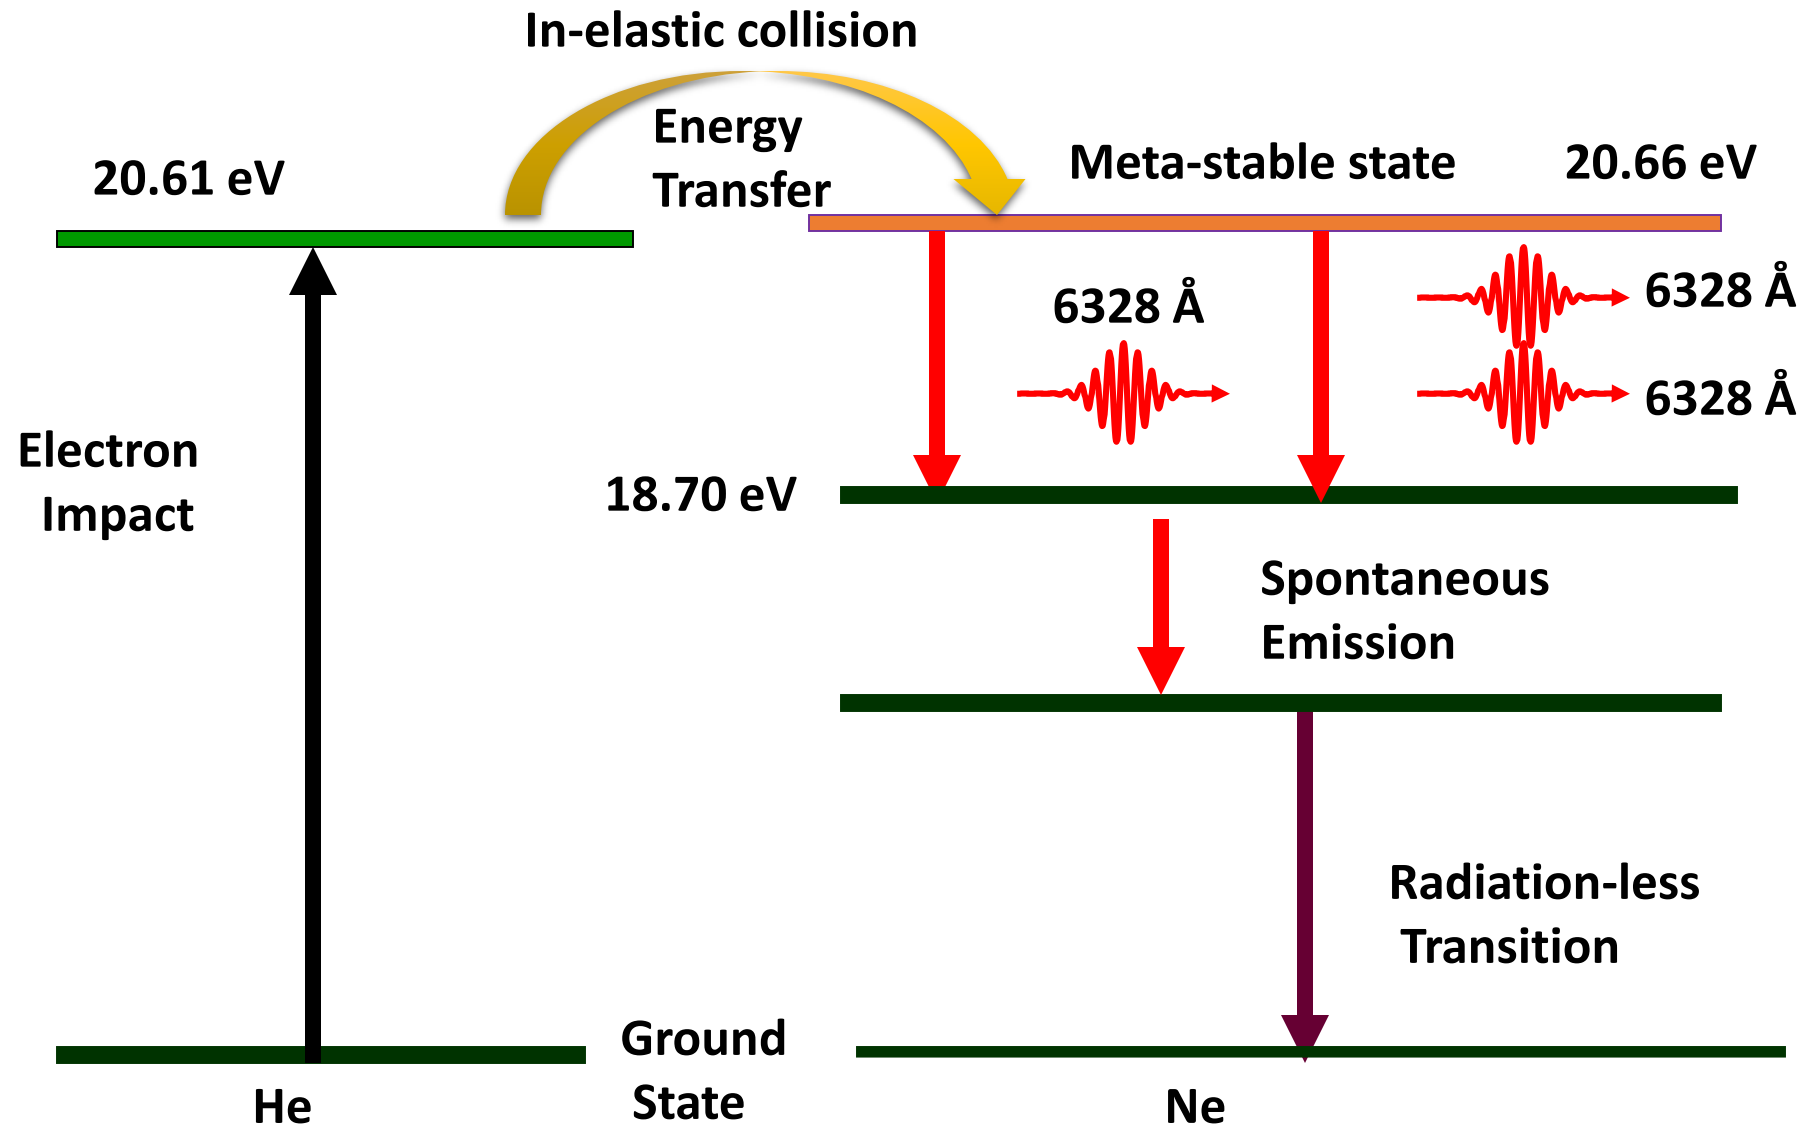 In-elastic collision
Energy
Transfer
20.61 eV
Meta-stable state
20.66 eV
6328 Å
6328 Å
6328 Å
Electron
Impact
18.70 eV
Spontaneous
Emission
Radiation-less
Transition
Ground
State
He
Ne